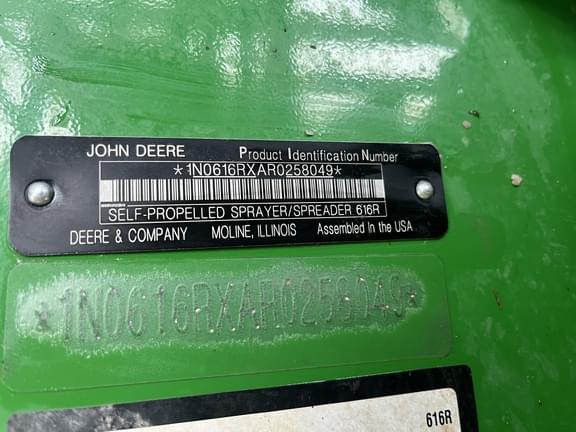 JOHN DEERE Product Identification Number
*1N0616RXAR0258049*
SELF-PROPELLED SPRAYER/SPREADER 616R
DEERE & COMPANY MOLINE, ILLINOIS Assembled In the USA
*1N0616RXAR0258049*
616R